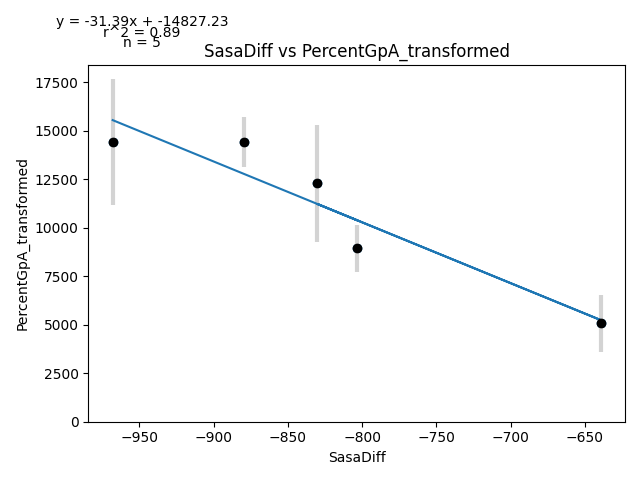 y = -31.39x + -14827.23
r^2 = 0.89
n = 5
SasaDiff vs PercentGpA_transformed
17500
15000
12500
10000
7500
5000
2500
0
PercentGpA_transformed
−950
−900
−850
−800
−750
−700
−650
SasaDiff